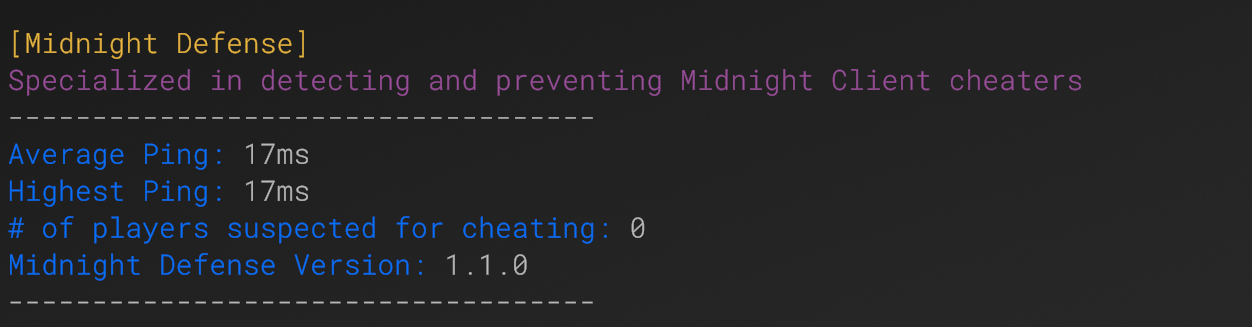 [Midnight Defense]
Specialized in detecting and preventing Midnight Client cheaters
-----------------------------------
Average Ping: 17ms
Highest Ping: 17ms
# of players suspected for cheating: 0
Midnight Defense Version: 1.1.0
-----------------------------------